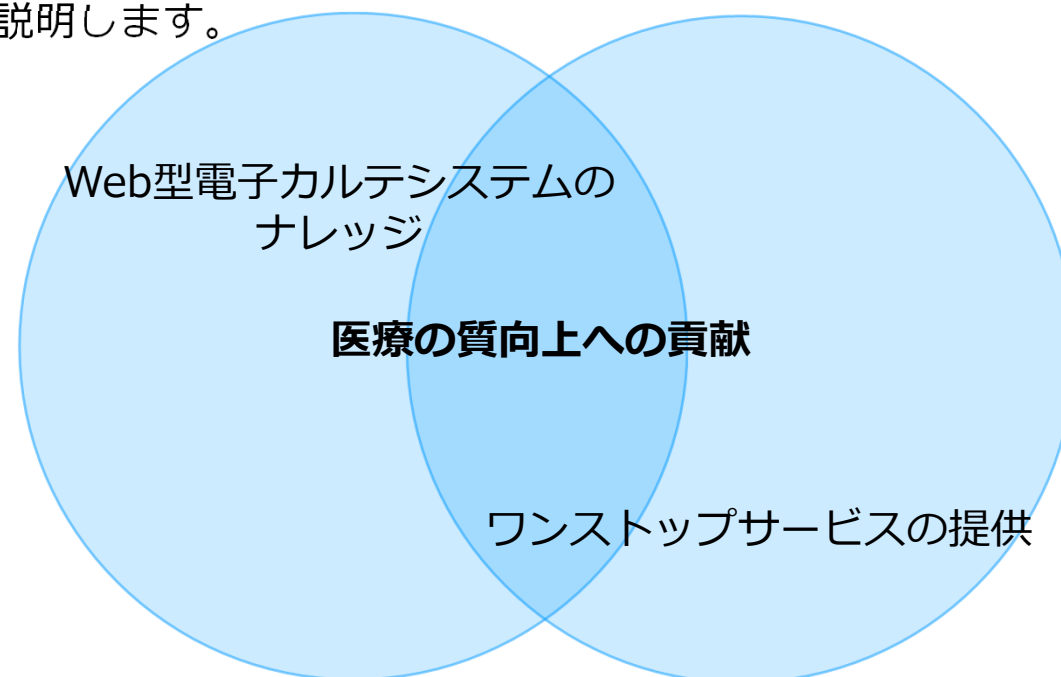 説明します。
Web型電子カルテシステムの
ナレッジ
医療の質向上への貢献
ワンストップサービスの提供